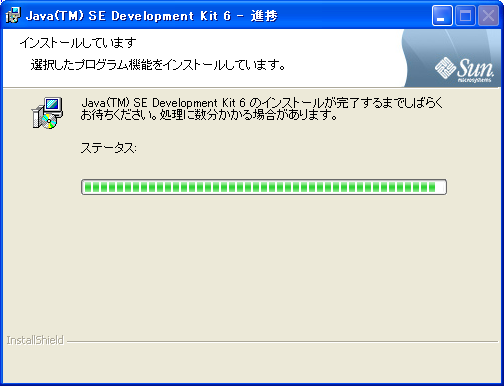 Java(TM) SE Development Kit 6 - 進捗
インストールしています
選択したプログラム機能をインストールしています。
Sun
microsystems
Java(TM) SE Development Kit 6 のインストールが完了するまでしばらく
お待ちください。処理に数分かかる場合があります。
ステータス:
InstallShield